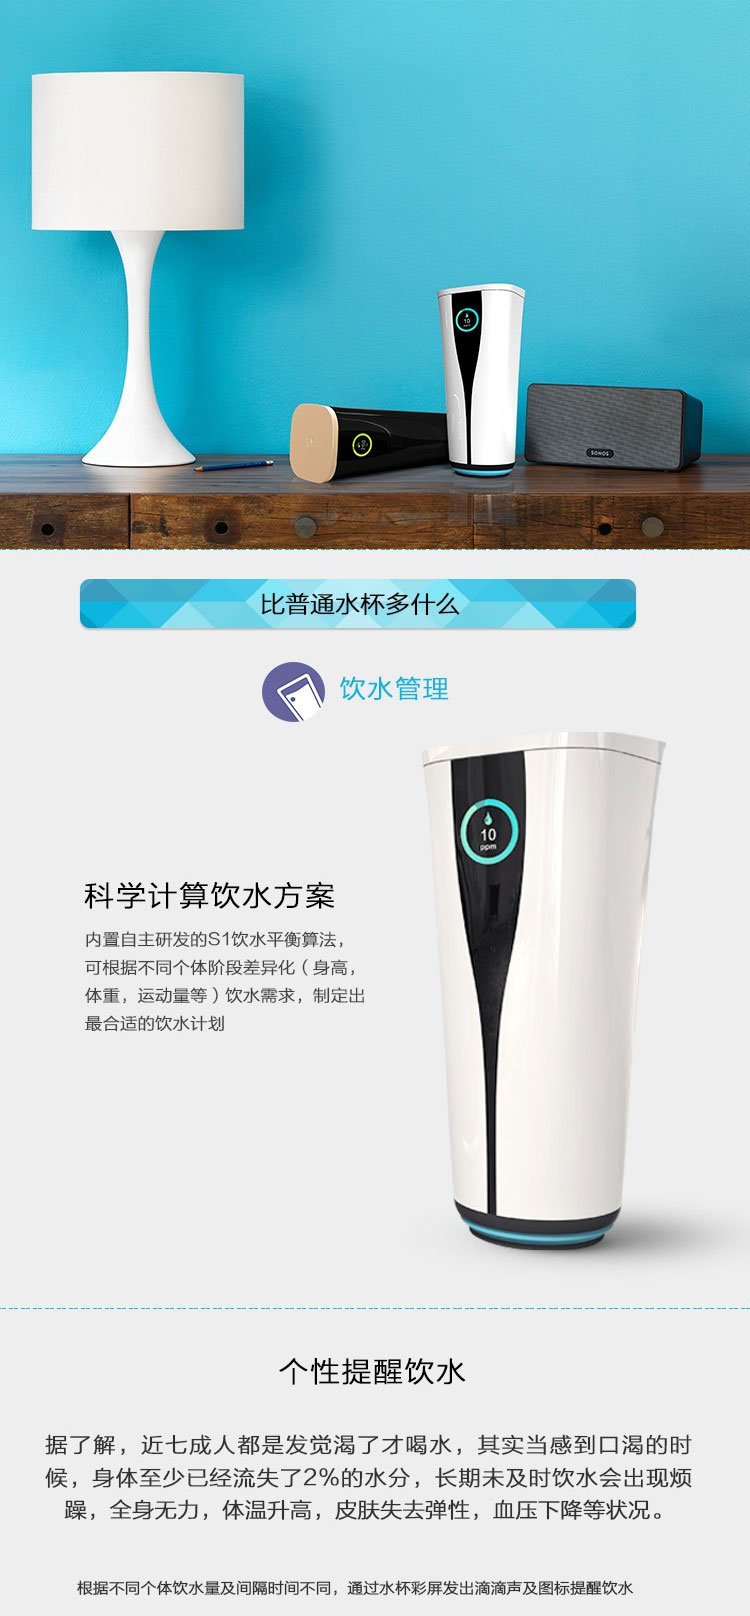 10
SONOS
比普通水杯多什么
饮水管理
10
ppm
科学计算饮水方案
内置自主研发的S1饮水平衡算法，
可根据不同个体阶段差异化（身高，
体重，运动量等）饮水需求，制定出
最合适的饮水计划
个性提醒饮水
据了解，近七成人都是发觉渴了才喝水，其实当感到口渴的时
候，身体至少已经流失了2%的水分，长期未及时饮水会出现烦
躁，全身无力，体温升高，皮肤失去弹性，血压下降等状况。
根据不同个体饮水量及间隔时间不同，通过水杯彩屏发出滴滴声及图标提醒饮水